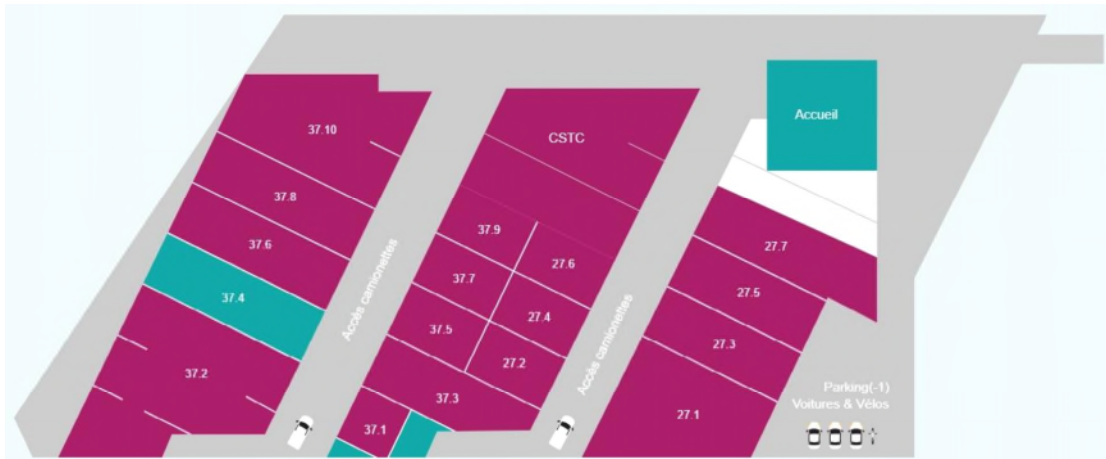 Accueil
37.10
CSTC
37.8
37.9
37.6
27.6
27.7
37.7
27.5
37.4
27.4
37.5
27.3
27.2
37.2
37.3
27.1
37.1
Accès camionettes
Accès camionettes
Parking(-1)
Voitures & Vélos